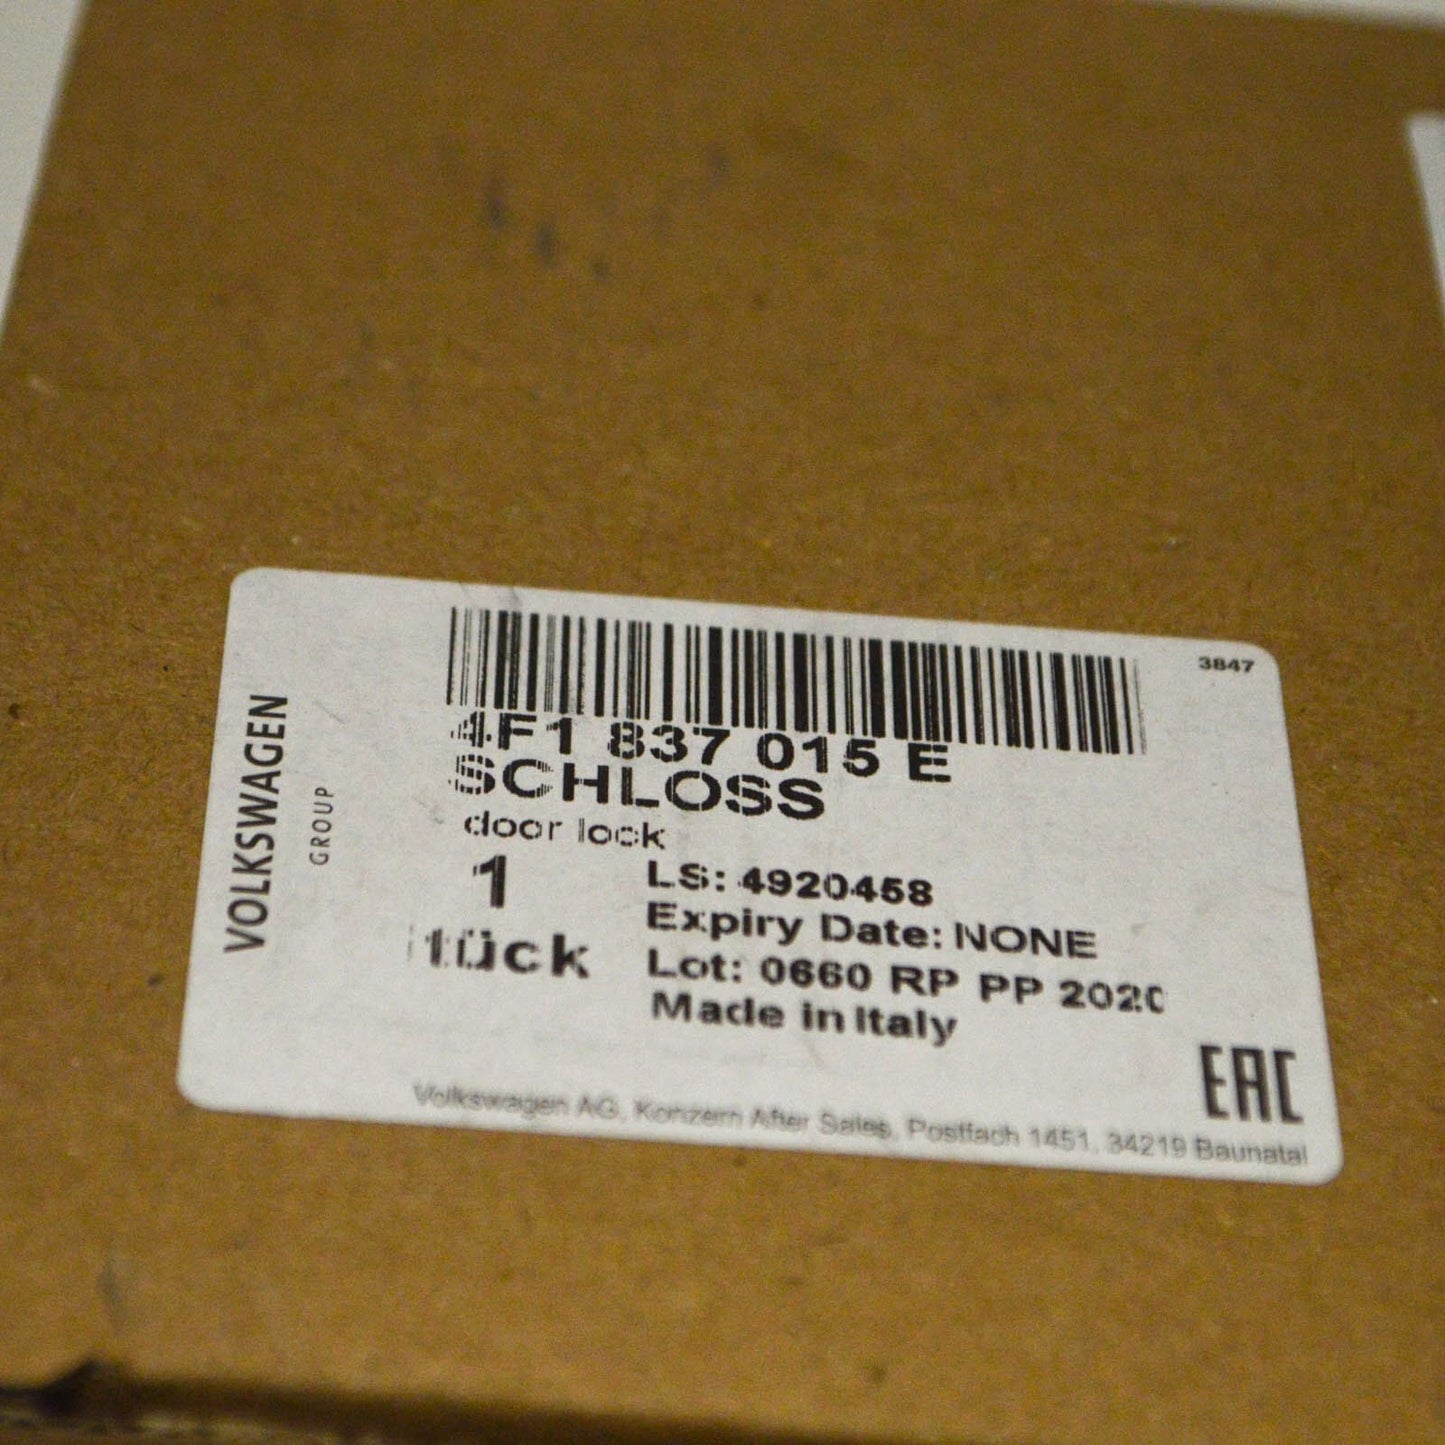 3847
VOLKSWAGEN
GROUP
4F1 837 015 E
SCHLOSS
door lock
1
tück
LS: 4920458
Expiry Date: NONE
Lot: 0660 RP PP 2020
Made in Italy
EAC
Volkswagen AG, Konzern After Sales, Postfach 1451, 34219 Baunatal